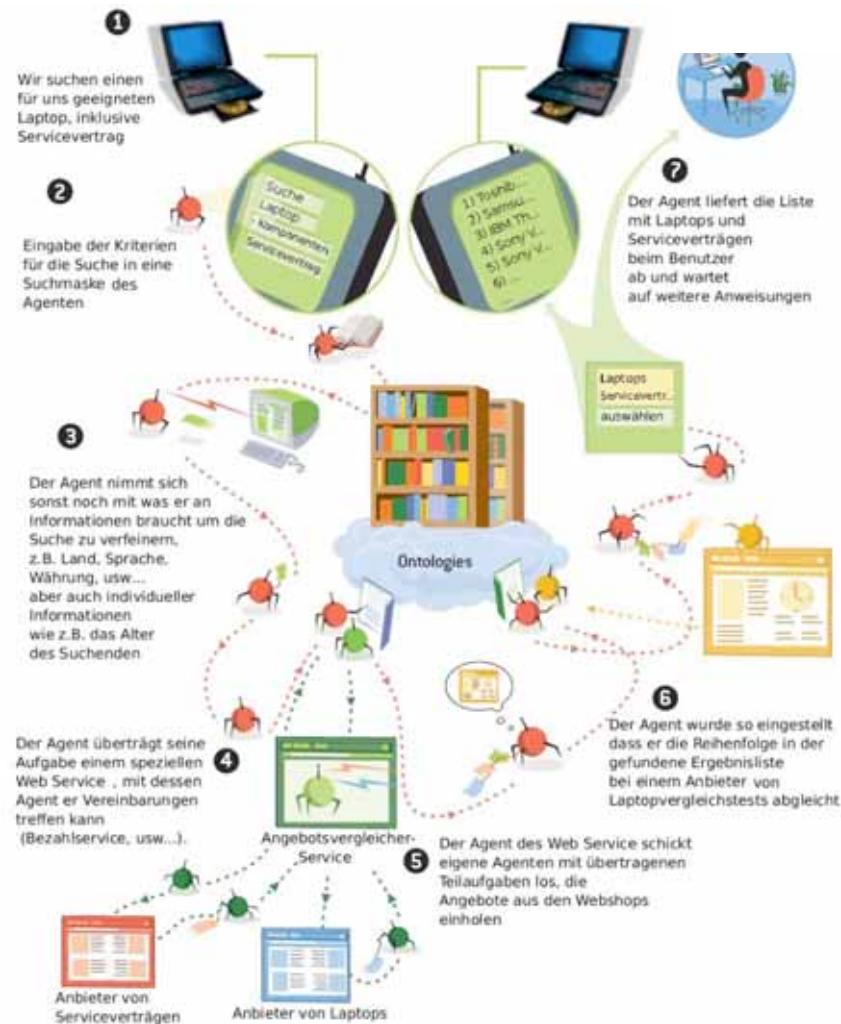 1
Wir suchen einen
für uns geeigneten
Laptop, inklusive
Servicevertrag
2
Eingabe der Kriterien
für die Suche in eine
Suchmaske des
Agenten
Suche
Laptop
- Komponenten
Servicevertrag
1) Toshib...
2) Samsu...
3) IBM Th...
4) Sony V...
5) Sony V...
6) ...
7
Der Agent liefert die Liste
mit Laptops und
Serviceverträgen
beim Benutzer
ab und wartet
auf weitere Anweisungen
Laptops
Servicevertr...
auswählen
3
Der Agent nimmt sich
sonst noch mit was er an
Informationen braucht um die
Suche zu verfeinern,
z.B. Land, Sprache,
Währung, usw...
aber auch individueller
Informationen
wie z.B. das Alter
des Suchenden
Ontologies
6
Der Agent wurde so eingestellt
dass er die Reihenfolge in der
gefundene Ergebnisliste
bei einem Anbieter von
Laptopvergleichstests abgleicht
4
Der Agent überträgt seine
Aufgabe einem speziellen
Web Service , mit dessen
Agent er Vereinbarungen
treffen kann
(Bezahlservice, usw...).
Angebotsvergleicher-
Service
5
Der Agent des Web Service schickt
eigene Agenten mit übertragenen
Teilaufgaben los, die
Angebote aus den Webshops
einholen
Anbieter von
Serviceverträgen
Anbieter von Laptops